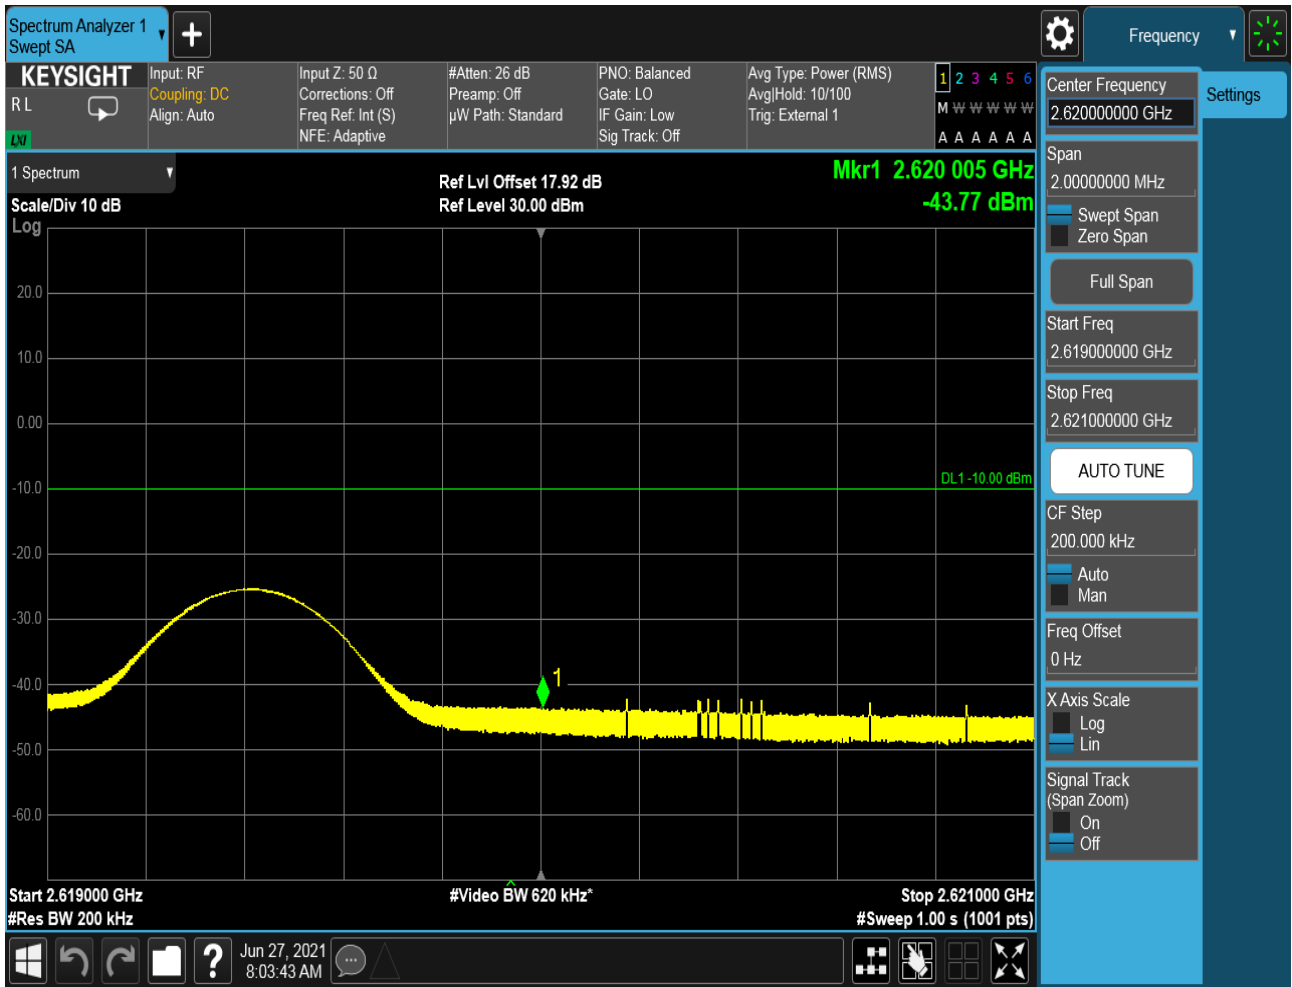 Spectrum Analyzer 1
Swept SA
Frequency
KEYSIGHT
R L
LXI
Input: RF
Coupling: DC
Align: Auto
Input Z: 50 Ω
Corrections: Off
Freq Ref: Int (S)
NFE: Adaptive
#Atten: 26 dB
Preamp: Off
µW Path: Standard
PNO: Balanced
Gate: LO
IF Gain: Low
Sig Track: Off
Avg Type: Power (RMS)
Avg|Hold: 10/100
Trig: External 1
1 2 3 4 5 6
M W W W W W
A A A A A A
1 Spectrum
Scale/Div 10 dB
Log
Ref Lvl Offset 17.92 dB
Ref Level 30.00 dBm
Mkr1 2.620 005 GHz
-43.77 dBm
20.0
10.0
0.00
-10.0
DL1 -10.00 dBm
-20.0
-30.0
-40.0
1
-50.0
-60.0
Start 2.619000 GHz
#Res BW 200 kHz
#Video BW 620 kHz*
Stop 2.621000 GHz
#Sweep 1.00 s (1001 pts)
Jun 27, 2021
8:03:43 AM
Center Frequency
2.620000000 GHz
Settings
Span
2.00000000 MHz
Swept Span
Zero Span
Full Span
Start Freq
2.619000000 GHz
Stop Freq
2.621000000 GHz
AUTO TUNE
CF Step
200.000 kHz
Auto
Man
Freq Offset
0 Hz
X Axis Scale
Log
Lin
Signal Track
(Span Zoom)
On
Off